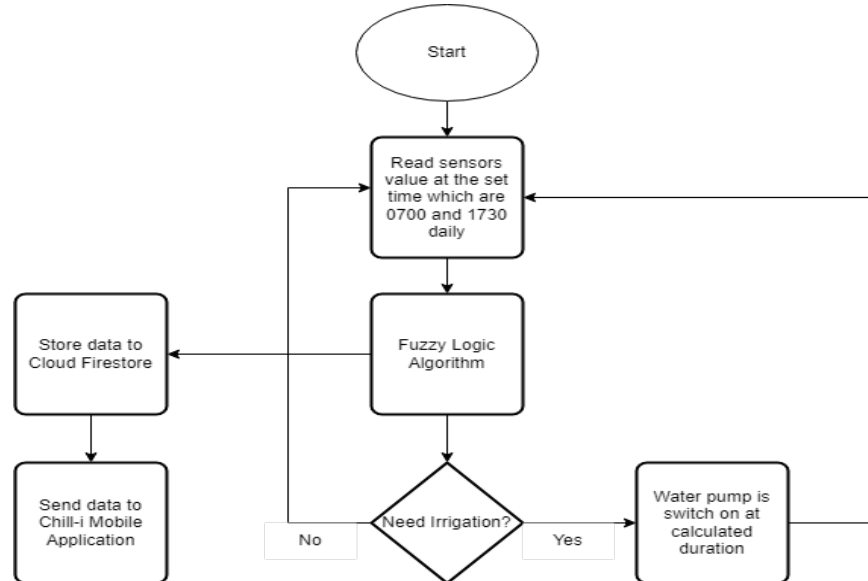 Start
Read sensors
value at the set
time which are
0700 and 1730
daily
Store data to
Cloud Firestore
Fuzzy Logic
Algorithm
Send data to
Chill-i Mobile
Application
Need Irrigation?
No
Yes
Water pump is
switch on at
calculated
duration